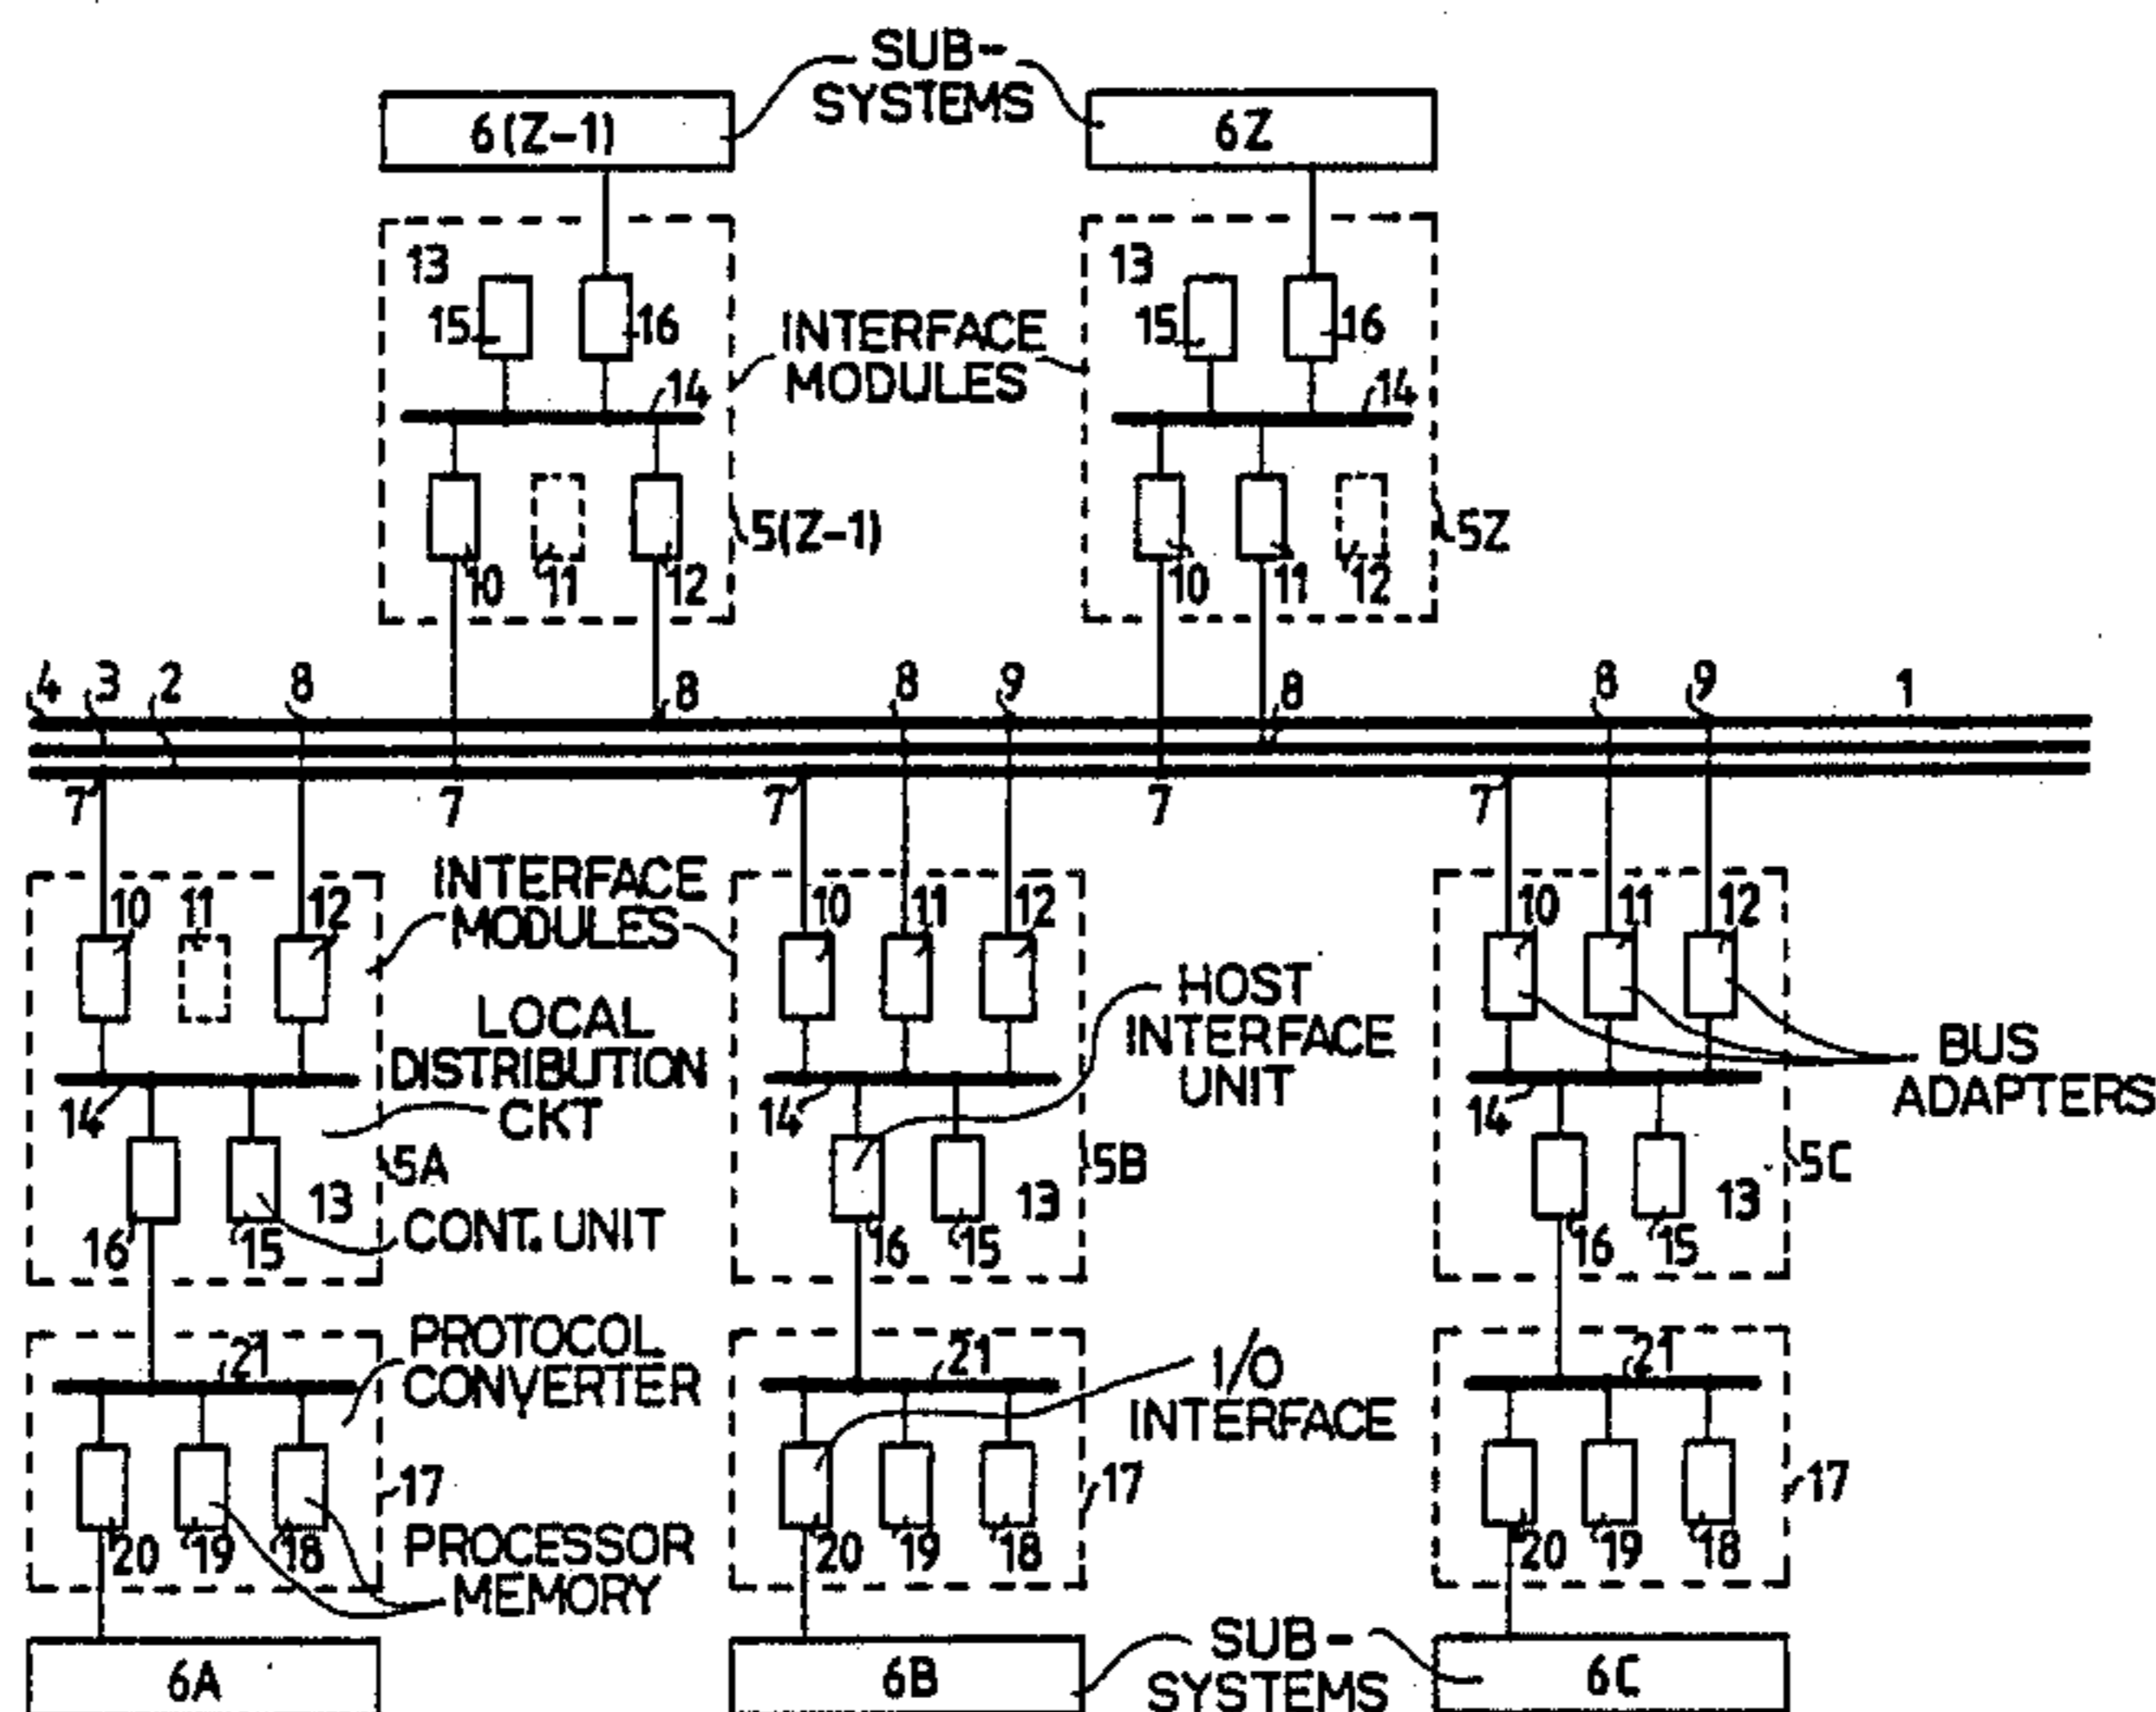 SUB-
SYSTEMS
6(Z-1)
6Z
13
13
15
16
INTERFACE
MODULES
15
16
14
14
5(Z-1)
5Z
10
11
12
10
11
12
4
3
2
8
8
8
9
8
8
9
1
7
7
7
7
7
INTERFACE
MODULES
10
11
12
10
11
12
10
11
12
LOCAL
DISTRIBUTION
CKT
HOST
INTERFACE
UNIT
BUS
ADAPTERS
14
14
14
5A
5B
5C
13
13
13
CONT. UNIT
16
15
16
15
16
15
PROTOCOL
CONVERTER
21
21
21
I/O
INTERFACE
17
17
17
20
19
18
20
19
18
20
19
18
PROCESSOR
MEMORY
SUB-
SYSTEMS
6A
6B
6C